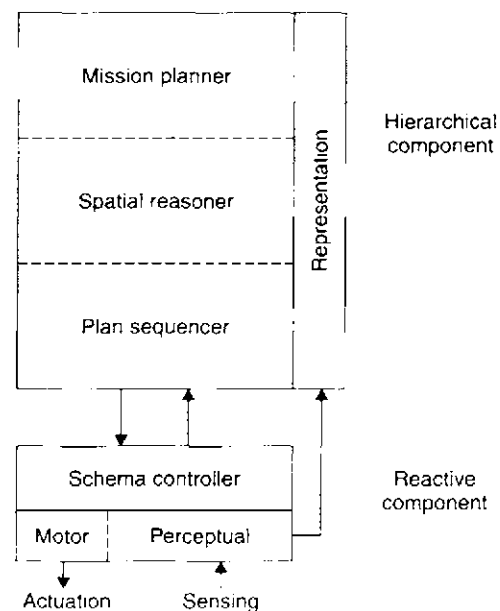 Mission planner
Spatial reasoner
Plan sequencer
Representation
Hierarchical
component
Schema controller
Motor
Perceptual
Reactive
component
Actuation
Sensing